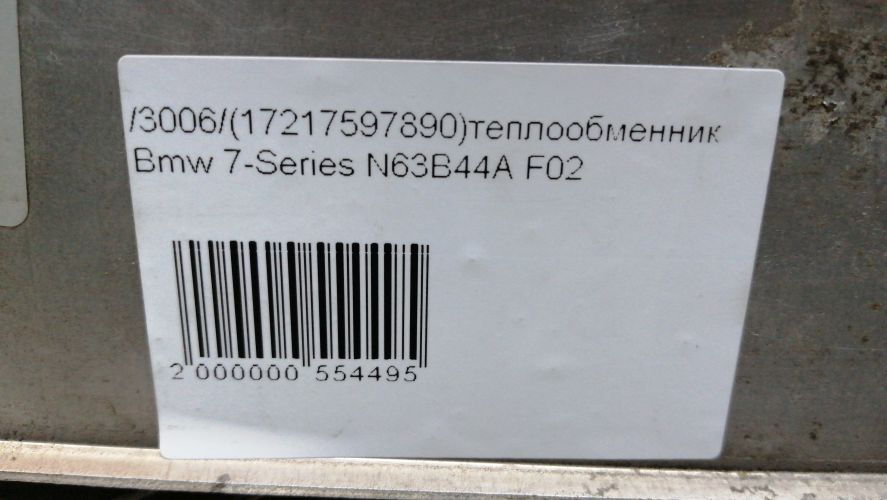 /3006/(17217597890)теплообменник
Bmw 7-Series N63B44A F02
2 000000 554495